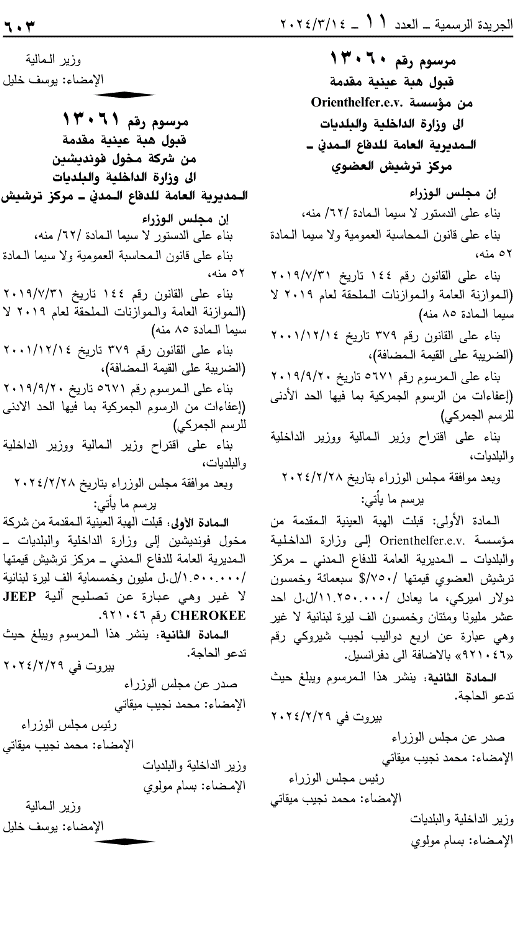 الجريدة الرسمية ــ العدد ١١ ــ ٢٠٢٤/٣/١٤
٦٠٣
مرسوم رقم ١٣٠٦٠
قبول هبة عينية مقدمة
من مؤسسة Orienthelfer.e.v.
الى وزارة الداخلية والبلديات
المديرية العامة للدفاع المدني ــ
مركز ترشيش العضوي
إن مجلس الوزراء
بناء على الدستور لا سيما المادة /٦٢/ منه،
بناء على قانون المحاسبة العمومية ولا سيما المادة
٥٢ منه،
بناء على القانون رقم ١٤٤ تاريخ ٢٠١٩/٧/٣١
(الموازنة العامة والموازنات الملحقة لعام ٢٠١٩ لا
سيما المادة ٨٥ منه)
بناء على القانون رقم ٣٧٩ تاريخ ٢٠٠١/١٢/١٤
(الضريبة على القيمة المضافة)،
بناء على المرسوم رقم ٥٦٧١ تاريخ ٢٠١٩/٩/٢٠
(إعفاءات من الرسوم الجمركية بما فيها الحد الأدنى
للرسم الجمركي)
بناء على اقتراح وزير المالية ووزير الداخلية
والبلديات،
وبعد موافقة مجلس الوزراء بتاريخ ٢٠٢٤/٢/٢٨
يرسم ما يأتي:
المادة الأولى: قبلت الهبة العينية المقدمة من
مؤسسة Orienthelfer.e.v. إلى وزارة الداخلية
والبلديات ــ المديرية العامة للدفاع المدني ــ مركز
ترشيش العضوي قيمتها /٧٥٠/$ سبعمائة وخمسون
دولار اميركي، ما يعادل /١١.٢٥٠.٠٠٠/ل.ل احد
عشر مليونا ومئتان وخمسون الف ليرة لبنانية لا غير
وهي عبارة عن اربع دواليب لجيب شيروكي رقم
«٩٢١٠٤٦» بالاضافة الى دفرانسيل.
المادة الثانية: ينشر هذا المرسوم ويبلغ حيث
تدعو الحاجة.
بيروت في ٢٠٢٤/٢/٢٩
صدر عن مجلس الوزراء
الإمضاء: محمد نجيب ميقاتي
رئيس مجلس الوزراء
الإمضاء: محمد نجيب ميقاتي
وزير الداخلية والبلديات
الإمضاء: بسام مولوي
وزير المالية
الإمضاء: يوسف خليل
مرسوم رقم ١٣٠٦١
قبول هبة عينية مقدمة
من شركة مخول فونديشين
الى وزارة الداخلية والبلديات
المديرية العامة للدفاع المدني ــ مركز ترشيش
إن مجلس الوزراء
بناء على الدستور لا سيما المادة /٦٢/ منه،
بناء على قانون المحاسبة العمومية ولا سيما المادة
٥٢ منه،
بناء على القانون رقم ١٤٤ تاريخ ٢٠١٩/٧/٣١
(الموازنة العامة والموازنات الملحقة لعام ٢٠١٩ لا
سيما المادة ٨٥ منه)
بناء على القانون رقم ٣٧٩ تاريخ ٢٠٠١/١٢/١٤
(الضريبة على القيمة المضافة)،
بناء على المرسوم رقم ٥٦٧١ تاريخ ٢٠١٩/٩/٢٠
(إعفاءات من الرسوم الجمركية بما فيها الحد الادنى
للرسم الجمركي)
بناء على اقتراح وزير المالية ووزير الداخلية
والبلديات،
وبعد موافقة مجلس الوزراء بتاريخ ٢٠٢٤/٢/٢٨
يرسم ما يأتي:
المادة الأولى: قبلت الهبة العينية المقدمة من شركة
مخول فونديشين إلى وزارة الداخلية والبلديات ــ
المديرية العامة للدفاع المدني ــ مركز ترشيش قيمتها
/١.٥٠٠.٠٠٠/ل.ل مليون وخمسماية الف ليرة لبنانية
لا غير وهي عبارة عن تصليح آلية JEEP
CHEROKEE رقم ٩٢١٠٤٦.
المادة الثانية: ينشر هذا المرسوم ويبلغ حيث
تدعو الحاجة.
بيروت في ٢٠٢٤/٢/٢٩
صدر عن مجلس الوزراء
الإمضاء: محمد نجيب ميقاتي
رئيس مجلس الوزراء
الإمضاء: محمد نجيب ميقاتي
وزير الداخلية والبلديات
الإمضاء: بسام مولوي
وزير المالية
الإمضاء: يوسف خليل